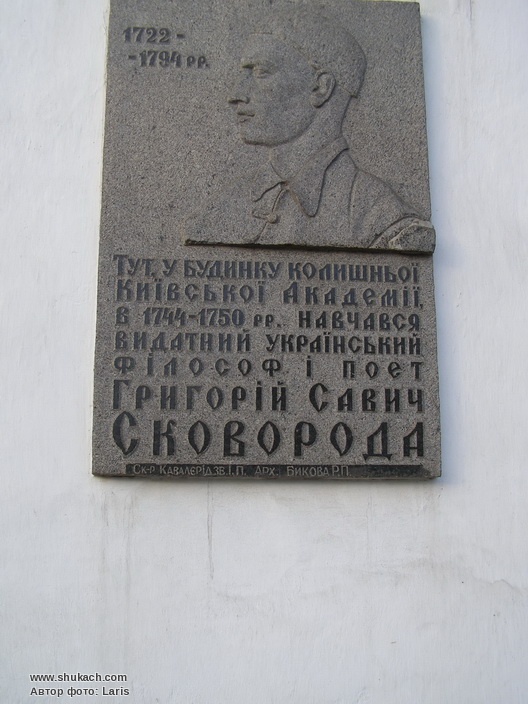 1722-
-1794 рр.
Тут, у будинку колишньої
Київської Академії,
в 1744-1750 рр. навчався
видатний український
філософ і поет
Григорій Савич
Сковорода
Ск-р Кавалерідзе І.П. Арх. Бикова Р.П.
www.shukach.com
Автор фото: Laris